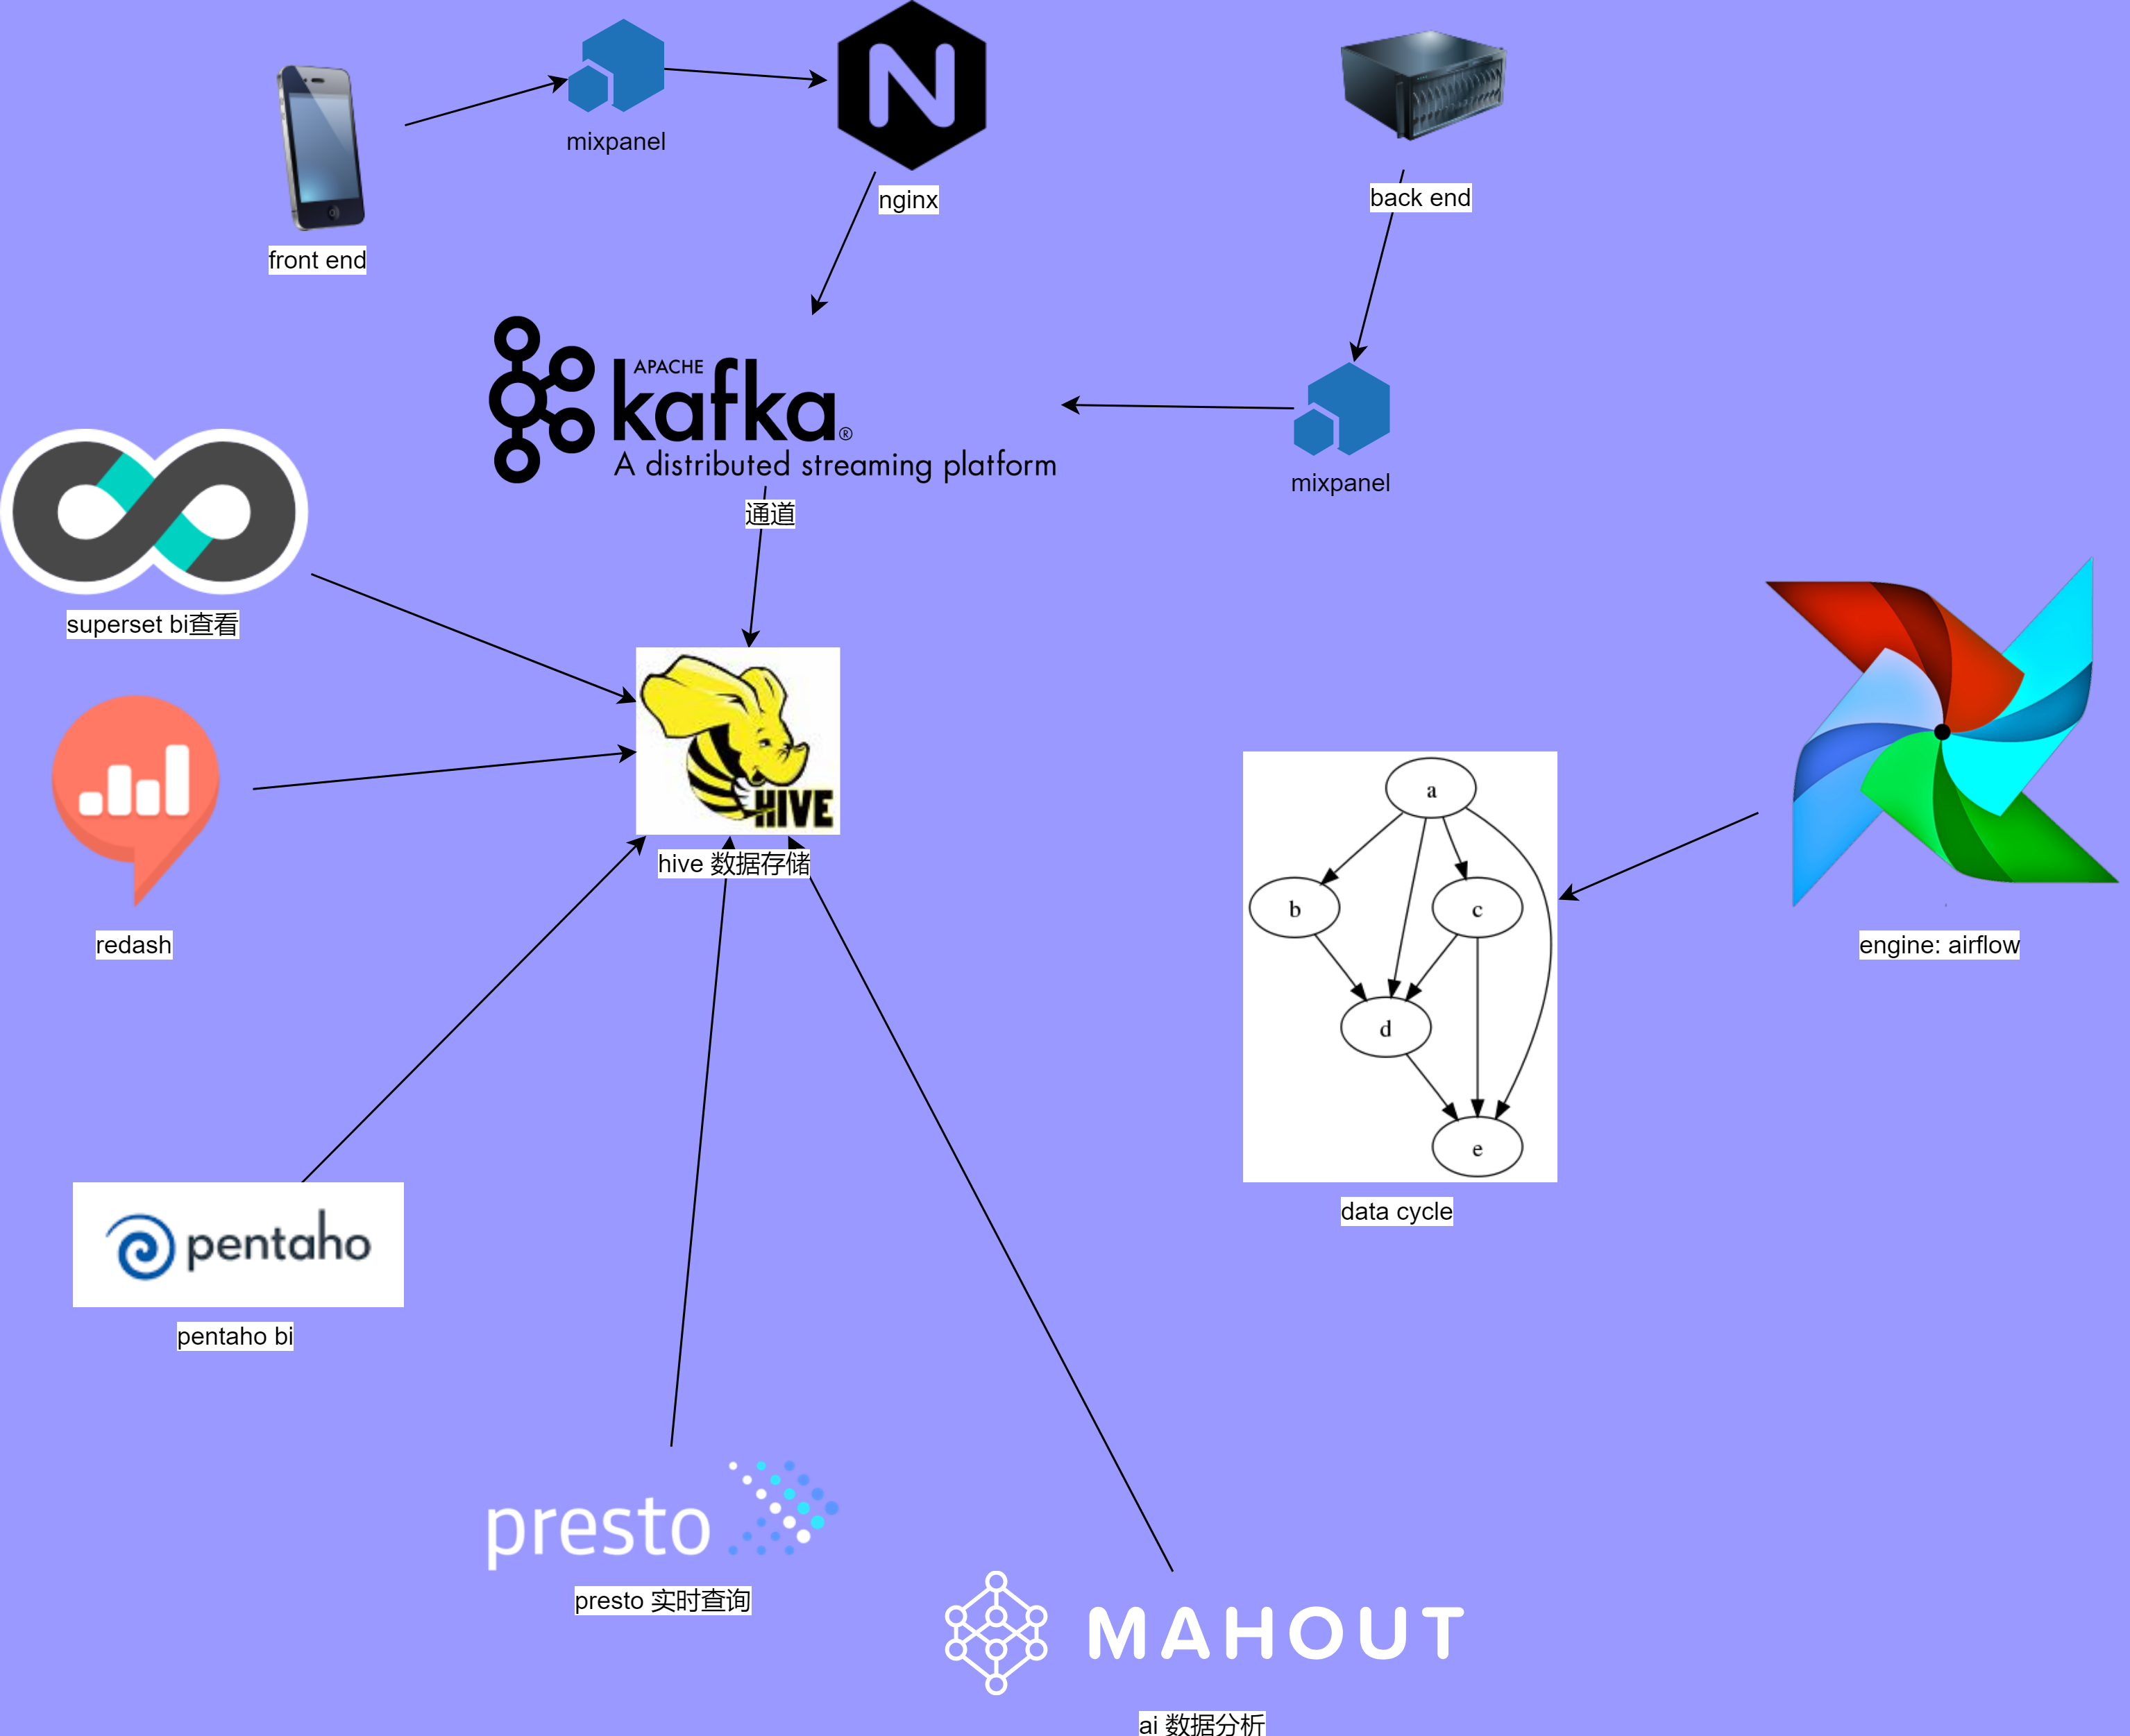 mixpanel
nginx
back end
front end
APACHE
kafka®
A distributed streaming platform
mixpanel
通道
superset bi查看
HIVE
hive 数据存储
redash
a
b
c
d
e
engine: airflow
data cycle
pentaho
pentaho bi
presto
presto 实时查询
MAHOUT
ai 数据分析